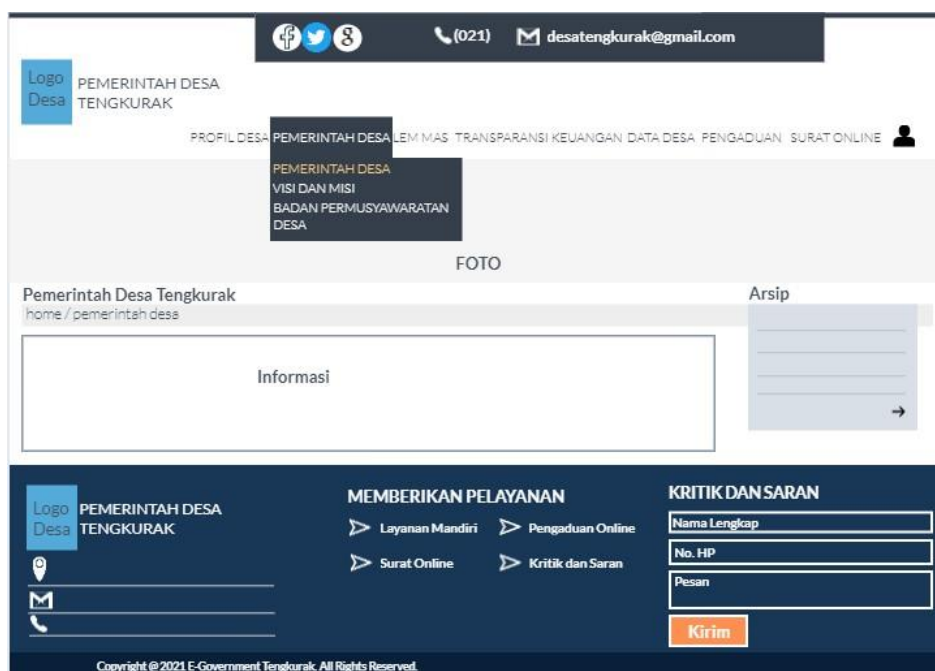 (021) desatengkurak@gmail.com
Logo
Desa
PEMERINTAH DESA
TENGKURAK
PROFIL DESA PEMERINTAH DESA LEM MAS TRANSPARANSI KEUANGAN DATA DESA PENGADUAN SURAT ONLINE
PEMERINTAH DESA
VISI DAN MISI
BADAN PERMUSYAWARATAN
DESA
FOTO
Pemerintah Desa Tengkurak
home / pemerintah desa
Arsip
Informasi
Logo
Desa
PEMERINTAH DESA
TENGKURAK
MEMBERIKAN PELAYANAN
Layanan Mandiri Pengaduan Online
Surat Online Kritik dan Saran
KRITIK DAN SARAN
Nama Lengkap
No. HP
Pesan
Kirim
Copyright @ 2021 E-Government Tengkurak. All Rights Reserved.